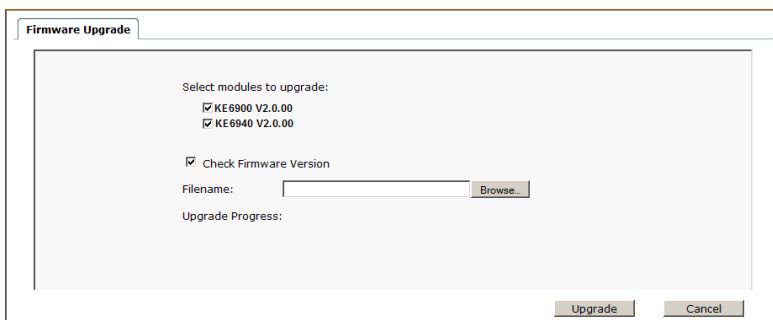 Firmware Upgrade
Select modules to upgrade:
KE6900 V2.0.00
KE6940 V2.0.00
Check Firmware Version
Filename: Browse...
Upgrade Progress:
Upgrade Cancel